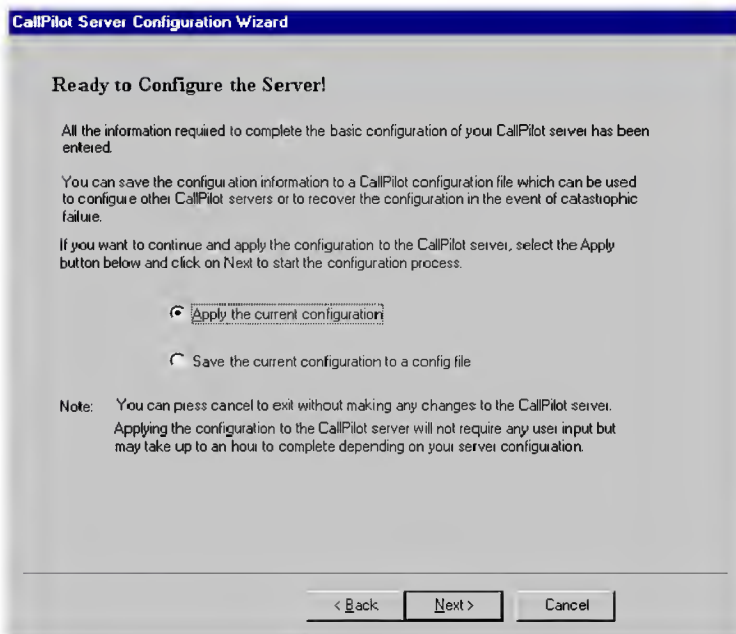 CallPilot Server Configuration Wizard
Ready to Configure the Server!
All the information required to complete the basic configuration of your CallPilot server has been
entered.
You can save the configuration information to a CallPilot configuration file which can be used
to configure other CallPilot servers or to recover the configuration in the event of catastrophic
failure.
If you want to continue and apply the configuration to the CallPilot server, select the Apply
button below and click on Next to start the configuration process.
Apply the current configuration
Save the current configuration to a config file
Note: You can press cancel to exit without making any changes to the CallPilot server.
Applying the configuration to the CallPilot server will not require any user input but
may take up to an hour to complete depending on your server configuration.
< Back Next > Cancel